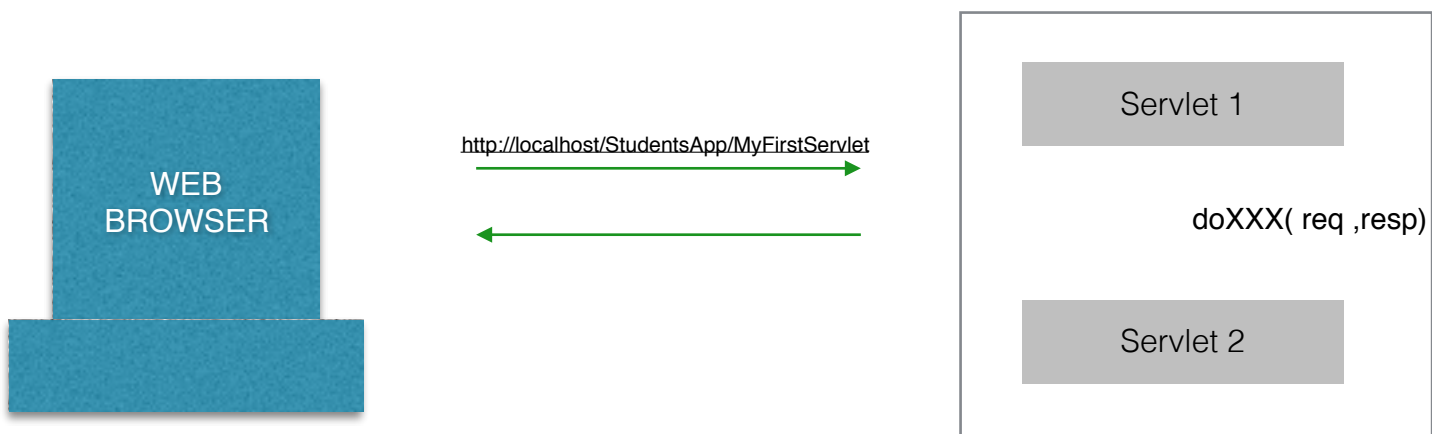 WEB
BROWSER
http://localhost/StudentsApp/MyFirstServlet
Servlet 1
doXXX( req ,resp)
Servlet 2